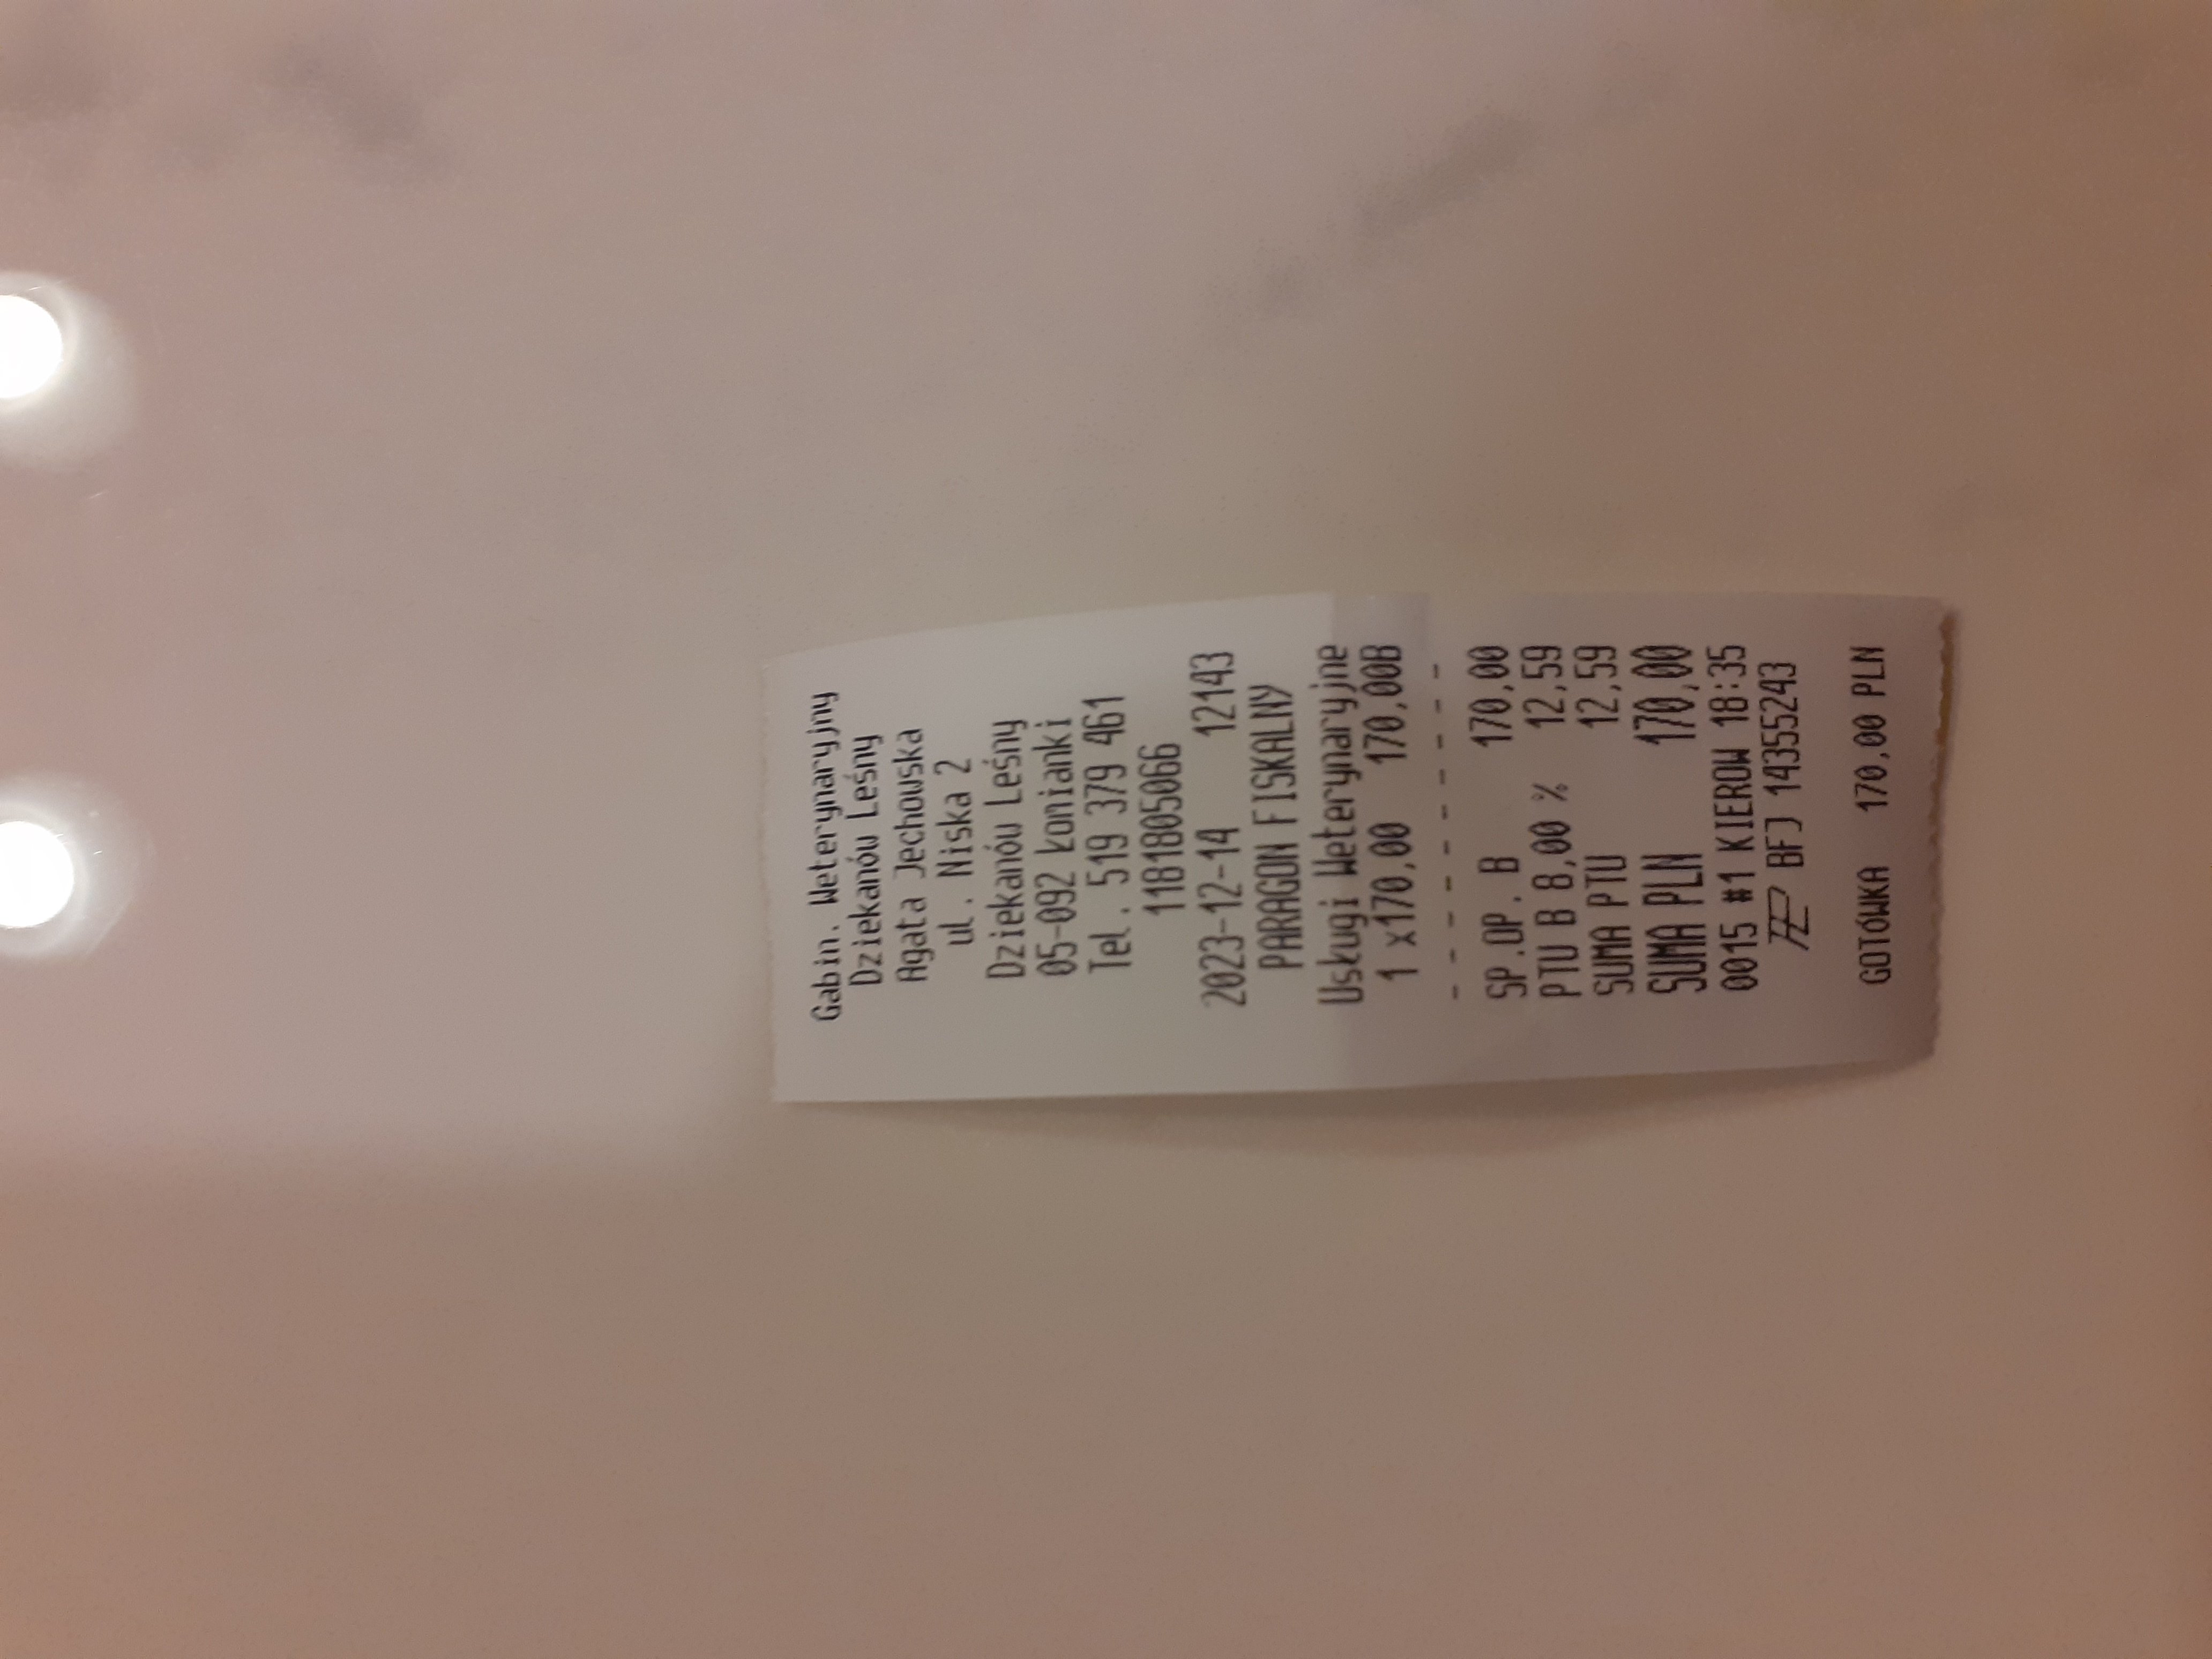 Gabin. Weterynaryjny
Dziekanów Leśny
Agata Jechowska
ul. Niska 2
Dziekanów Leśny
05-092 Łomianki
Tel. 519 379 461
1181805066
2023-12-14 12143
PARAGON FISKALNY
Usługi Weterynaryjne
1 x170,00 170,00B
- - - - - - - - - - -
SP.OP. B 170,00
PTU B 8,00 % 12,59
SUMA PTU 12,59
SUMA PLN 170,00
0015 #1 KIEROW 18:35
BFJ 14355243
GOTÓWKA 170,00 PLN